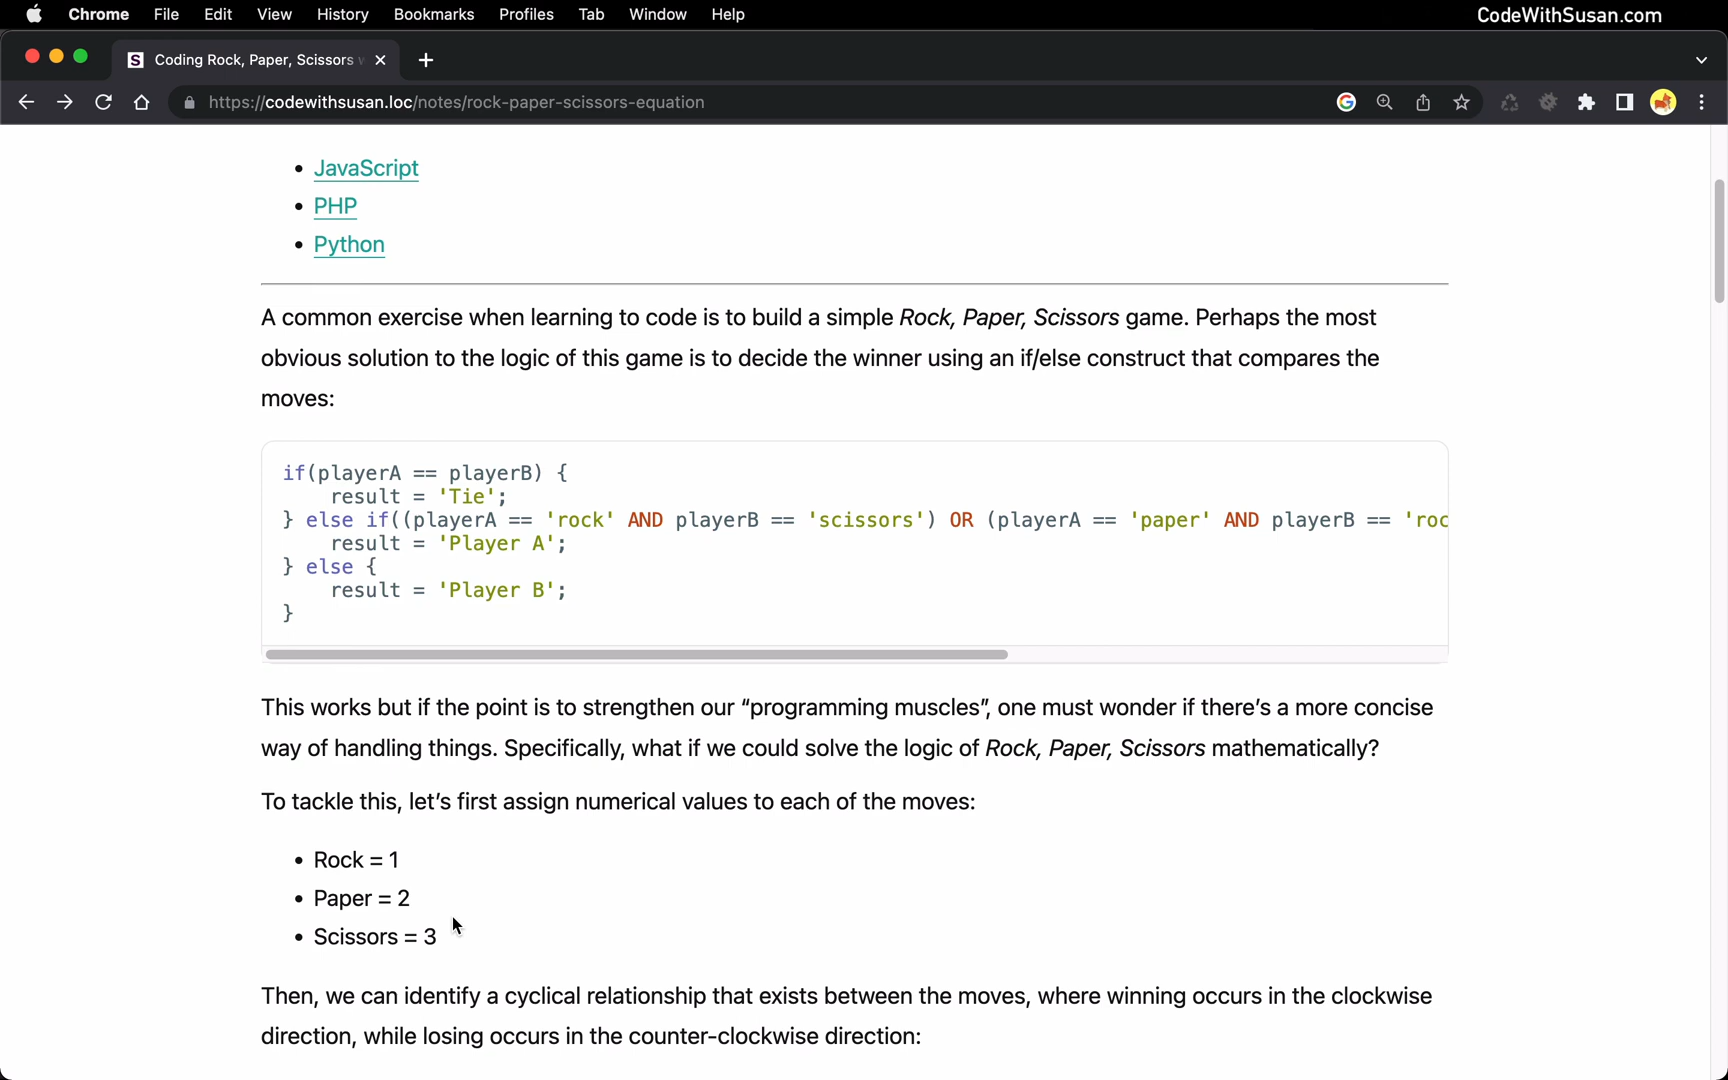 Chrome File Edit View History Bookmarks Profiles Tab Window Help CodeWithSusan.com
S Coding Rock, Paper, Scissors
https://codewithsusan.loc/notes/rock-paper-scissors-equation
• JavaScript
• PHP
• Python
A common exercise when learning to code is to build a simple Rock, Paper, Scissors game. Perhaps the most
obvious solution to the logic of this game is to decide the winner using an if/else construct that compares the
moves:
if(playerA == playerB) {
    result = 'Tie';
} else if((playerA == 'rock' AND playerB == 'scissors') OR (playerA == 'paper' AND playerB == 'roc
    result = 'Player A';
} else {
    result = 'Player B';
}
This works but if the point is to strengthen our “programming muscles”, one must wonder if there’s a more concise
way of handling things. Specifically, what if we could solve the logic of Rock, Paper, Scissors mathematically?
To tackle this, let’s first assign numerical values to each of the moves:
• Rock = 1
• Paper = 2
• Scissors = 3
Then, we can identify a cyclical relationship that exists between the moves, where winning occurs in the clockwise
direction, while losing occurs in the counter-clockwise direction: